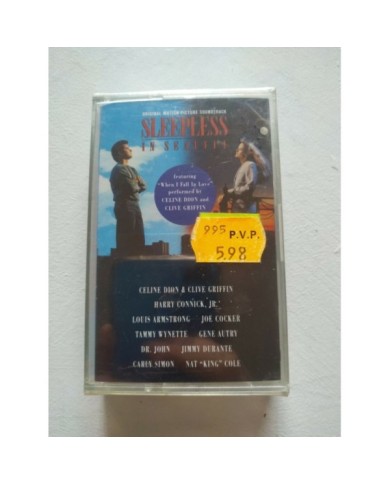 ORIGINAL MOTION PICTURE SOUNDTRACK
SLEEPLESS
IN SEATTLE
featuring
"When I Fall In Love"
performed by
CELINE DION and
CLIVE GRIFFIN
995 P.V.P.
5.98
CELINE DION & CLIVE GRIFFIN
HARRY CONNICK, JR.
LOUIS ARMSTRONG JOE COCKER
TAMMY WYNETTE GENE AUTRY
DR. JOHN JIMMY DURANTE
CARLY SIMON NAT "KING" COLE